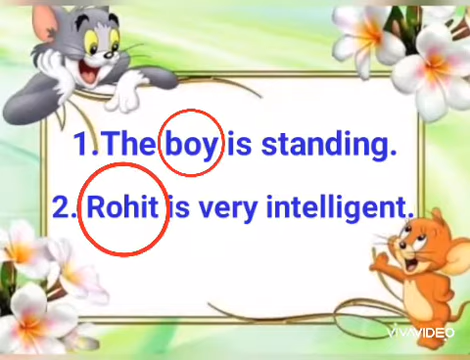 1.The boy is standing.
2. Rohit is very intelligent.
VIVAVIDEO